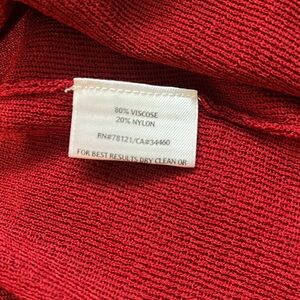 80% VISCOSE
20% NYLON
RN#78121/CA#34460
FOR BEST RESULTS DRY CLEAN OR